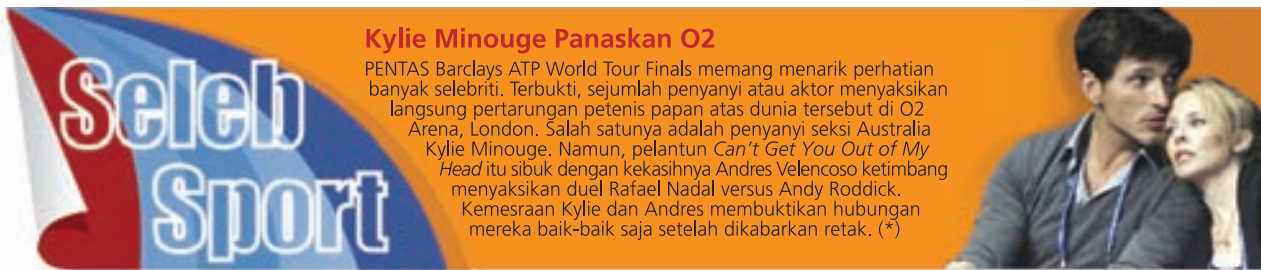 Seleb
Sport
Kylie Minouge Panaskan O2
PENTAS Barclays ATP World Tour Finals memang menarik perhatian
banyak selebriti. Terbukti, sejumlah penyanyi atau aktor menyaksikan
langsung pertarungan petenis papan atas dunia tersebut di O2
Arena, London. Salah satunya adalah penyanyi seksi Australia
Kylie Minouge. Namun, pelantun Can't Get You Out of My
Head itu sibuk dengan kekasihnya Andres Velencoso ketimbang
menyaksikan duel Rafael Nadal versus Andy Roddick.
Kemesraan Kylie dan Andres membuktikan hubungan
mereka baik-baik saja setelah dikabarkan retak. (*)